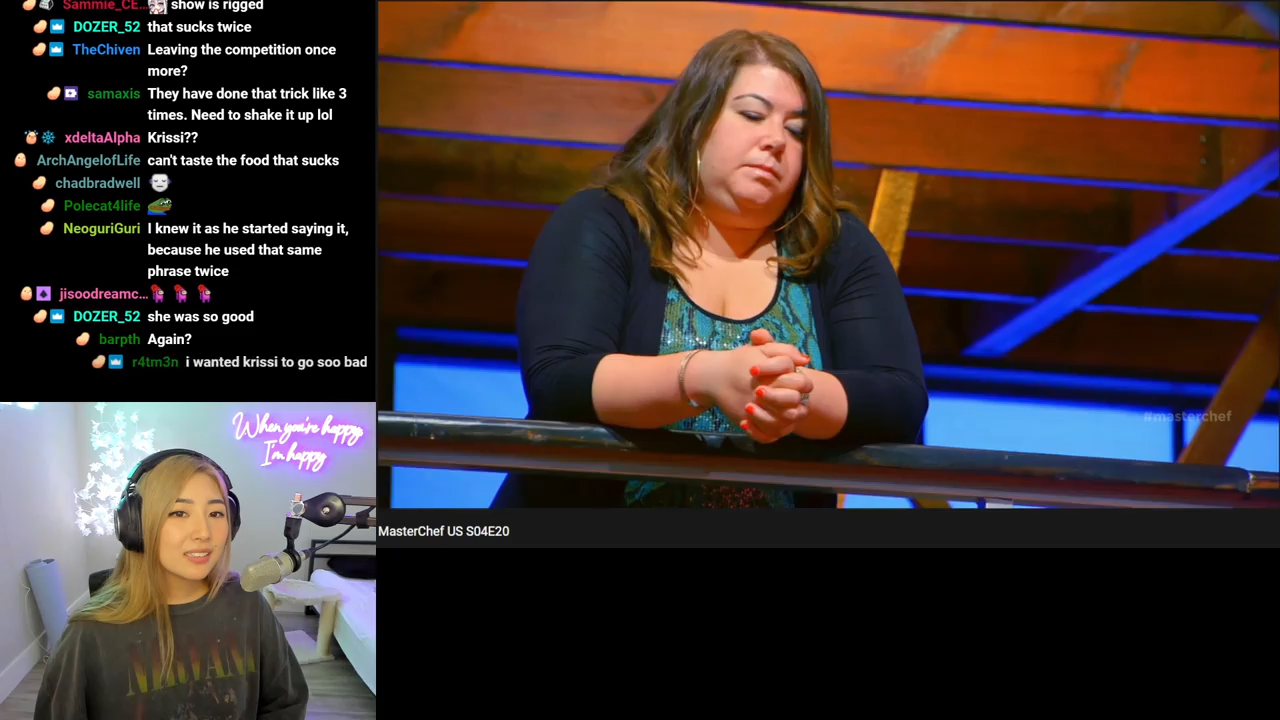 Sammie_CE… show is rigged
DOZER_52 that sucks twice
TheChiven Leaving the competition once
more?
samaxis They have done that trick like 3
times. Need to shake it up lol
xdeltaAlpha Krissi??
ArchAngelofLife can't taste the food that sucks
chadbradwell
Polecat4life
NeoguriGuri I knew it as he started saying it,
because he used that same
phrase twice
jisoodreamc…
DOZER_52 she was so good
barpth Again?
r4tm3n i wanted krissi to go soo bad
#masterchef
MasterChef US S04E20
When you're happy
I'm happy
NIRVANA